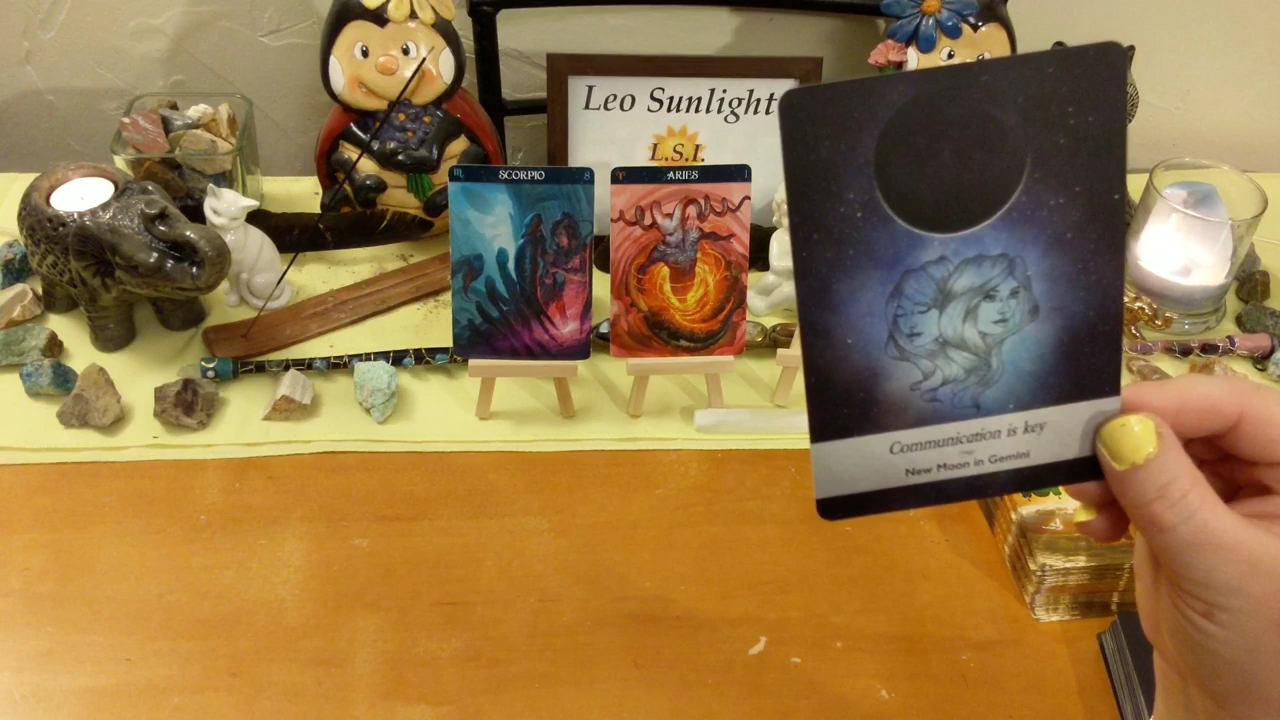 Leo Sunlight
L.S.I.
♏ SCORPIO 8
♈ ARIES 1
Communication is key
New Moon in Gemini